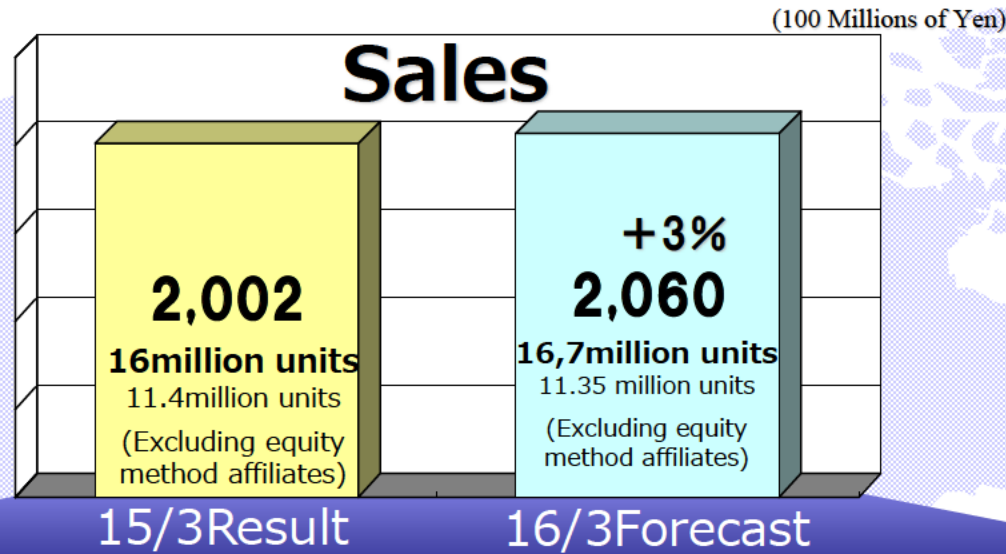 (100 Millions of Yen)
Sales
2,002
16million units
11.4million units
(Excluding equity
method affiliates)
+3%
2,060
16,7million units
11.35 million units
(Excluding equity
method affiliates)
15/3Result
16/3Forecast